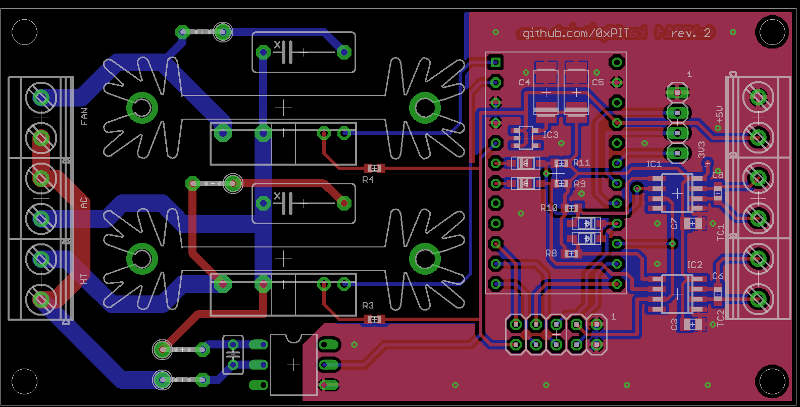 github.com/0xPIT rev. 2
C4
C5
1
+5V
FAN
IC3
3V3
R11
IC1
R4
R9
C8
AC
R10
C7
TC1
R8
IC2
HT
C6
R3
1
C3
TC2